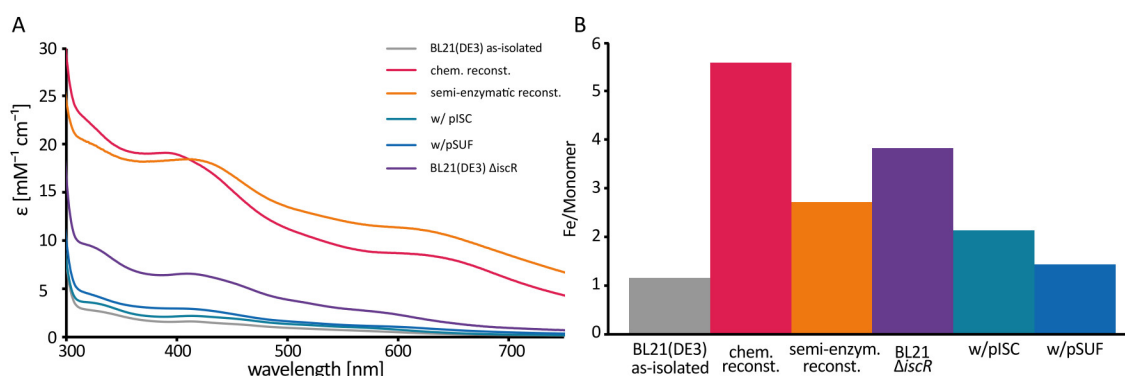 A
ε [mM⁻¹ cm⁻¹]
30
25
20
15
10
5
0
300
400
500
600
700
wavelength [nm]
BL21(DE3) as-isolated
chem. reconst.
semi-enzymatic reconst.
w/ pISC
w/pSUF
BL21(DE3) ΔiscR
B
Fe/Monomer
6
5
4
3
2
1
0
BL21(DE3)
as-isolated
chem.
reconst.
semi-enzym.
reconst.
BL21
ΔiscR
w/pISC
w/pSUF